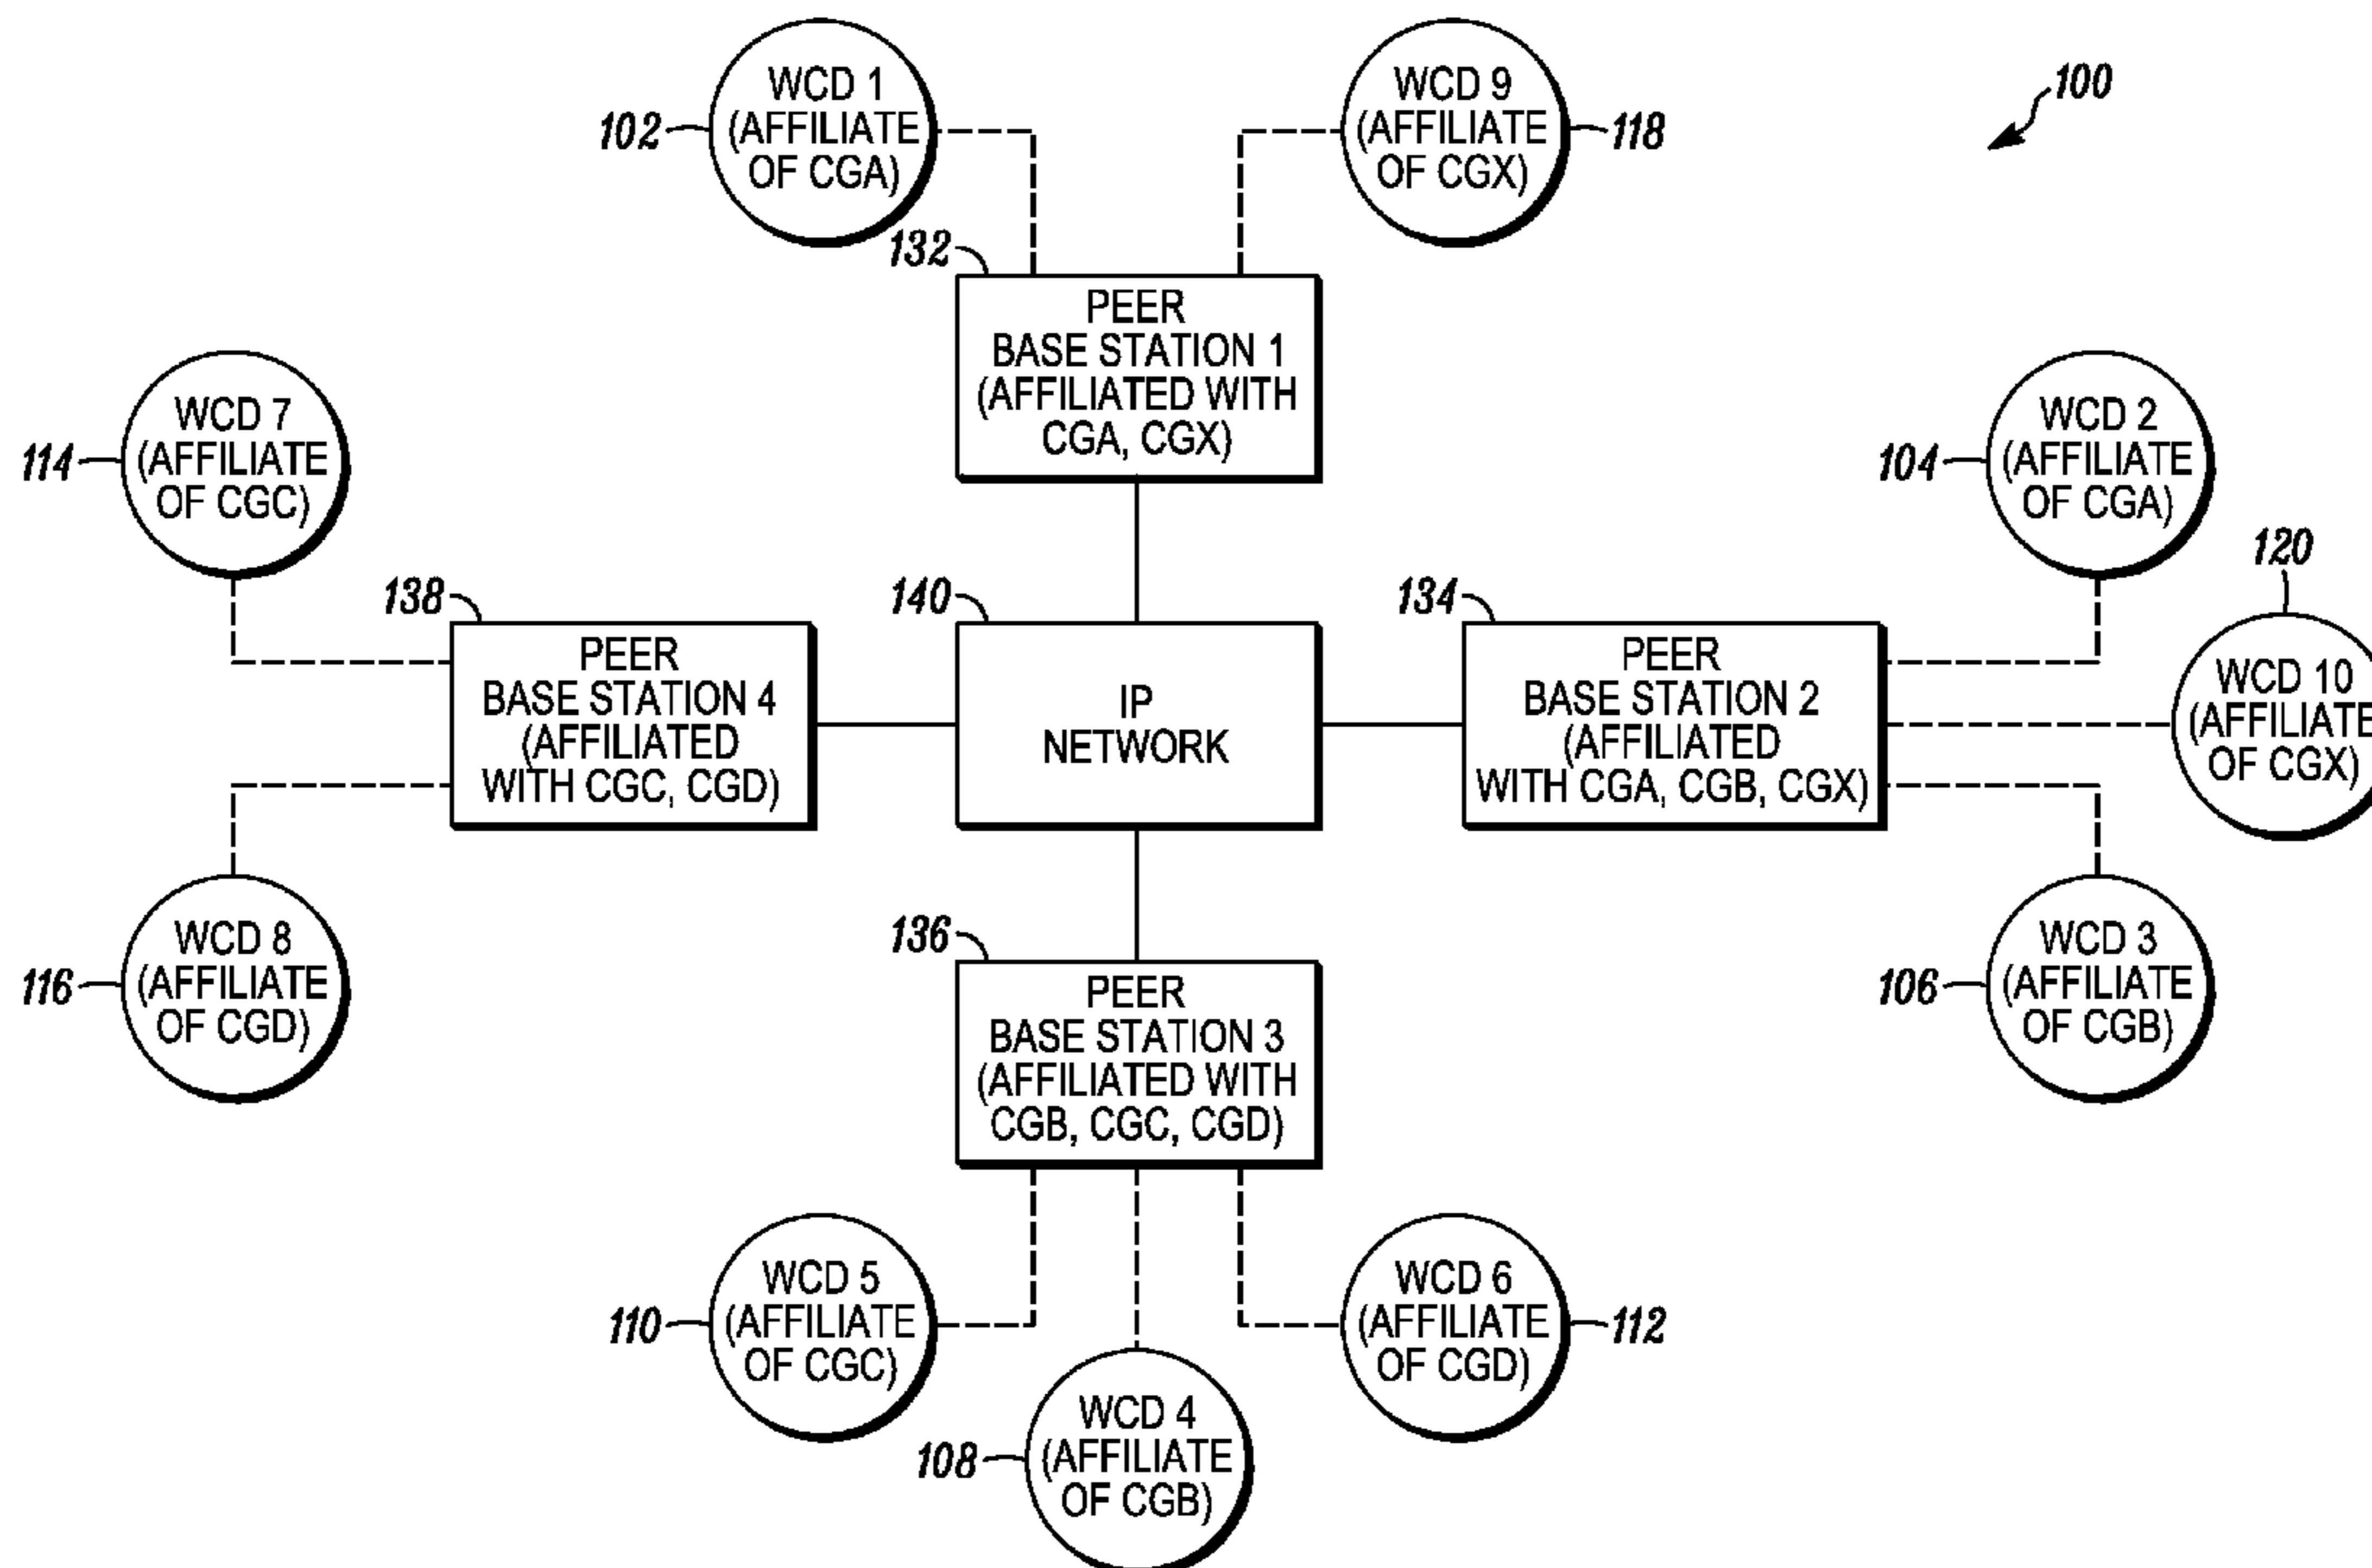 WCD 1
(AFFILIATE
OF CGA)
102
WCD 9
(AFFILIATE
OF CGX)
118
100
132
PEER
BASE STATION 1
(AFFILIATED WITH
CGA, CGX)
WCD 7
(AFFILIATE
OF CGC)
114
WCD 2
(AFFILIATE
OF CGA)
104
120
WCD 10
(AFFILIATE
OF CGX)
138
PEER
BASE STATION 4
(AFFILIATED
WITH CGC, CGD)
140
IP
NETWORK
134
PEER
BASE STATION 2
(AFFILIATED
WITH CGA, CGB, CGX)
WCD 8
(AFFILIATE
OF CGD)
116
136
PEER
BASE STATION 3
(AFFILIATED WITH
CGB, CGC, CGD)
WCD 3
(AFFILIATE
OF CGB)
106
WCD 5
(AFFILIATE
OF CGC)
110
WCD 6
(AFFILIATE
OF CGD)
112
WCD 4
(AFFILIATE
OF CGB)
108